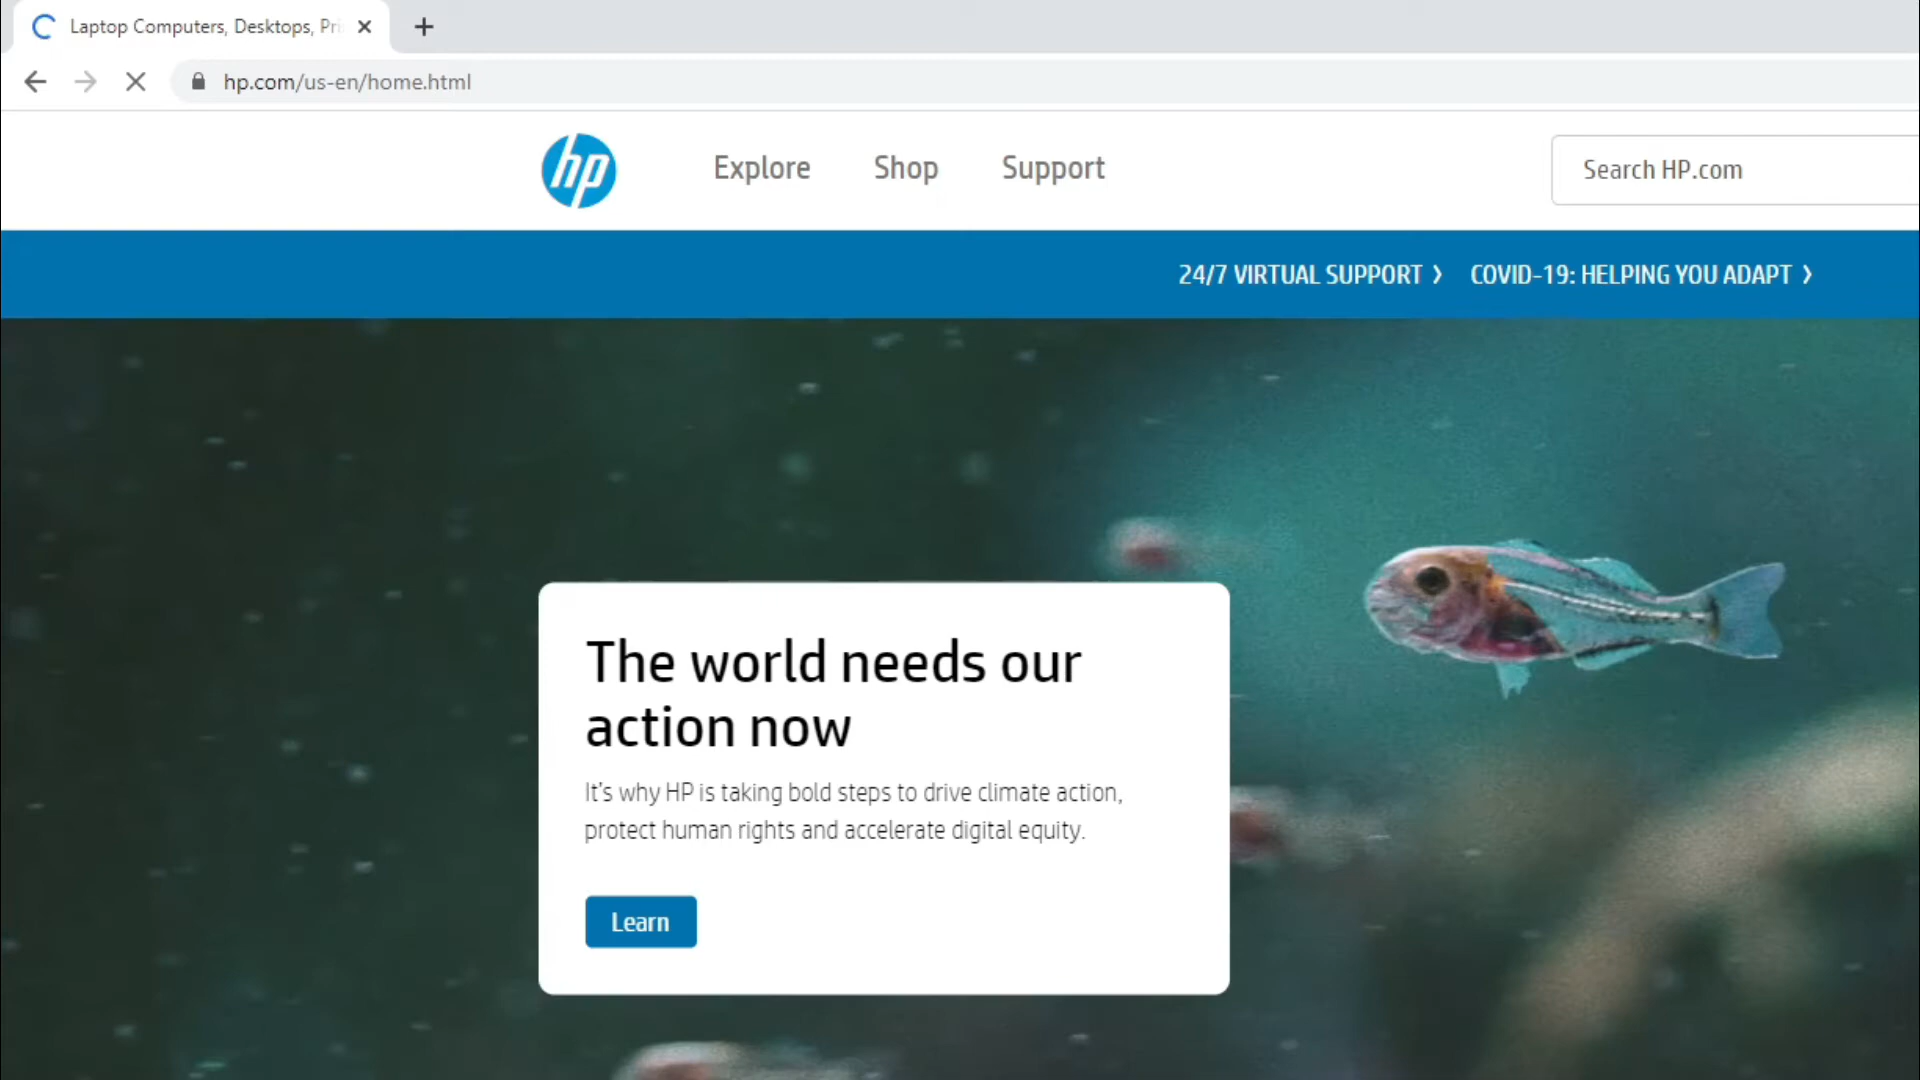 Laptop Computers, Desktops, Pri
hp.com/us-en/home.html
hp
Explore
Shop
Support
Search HP.com
24/7 VIRTUAL SUPPORT ❯
COVID-19: HELPING YOU ADAPT ❯
The world needs our
action now
It's why HP is taking bold steps to drive climate action,
protect human rights and accelerate digital equity.
Learn